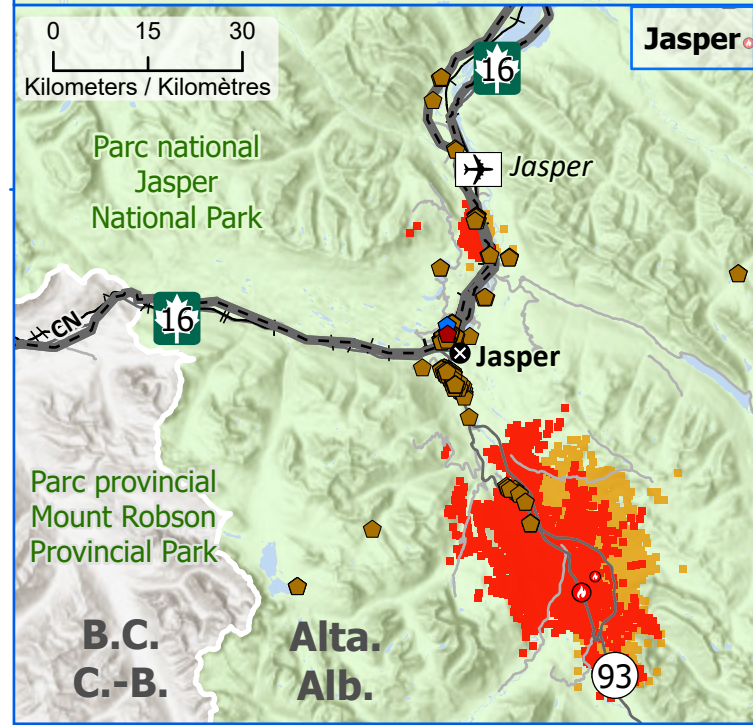 0 15 30
Kilometers / Kilomètres
Jasper
16
Parc national
Jasper
National Park
Jasper
CN
16
Jasper
Parc provincial
Mount Robson
Provincial Park
B.C.
C.-B.
Alta.
Alb.
93